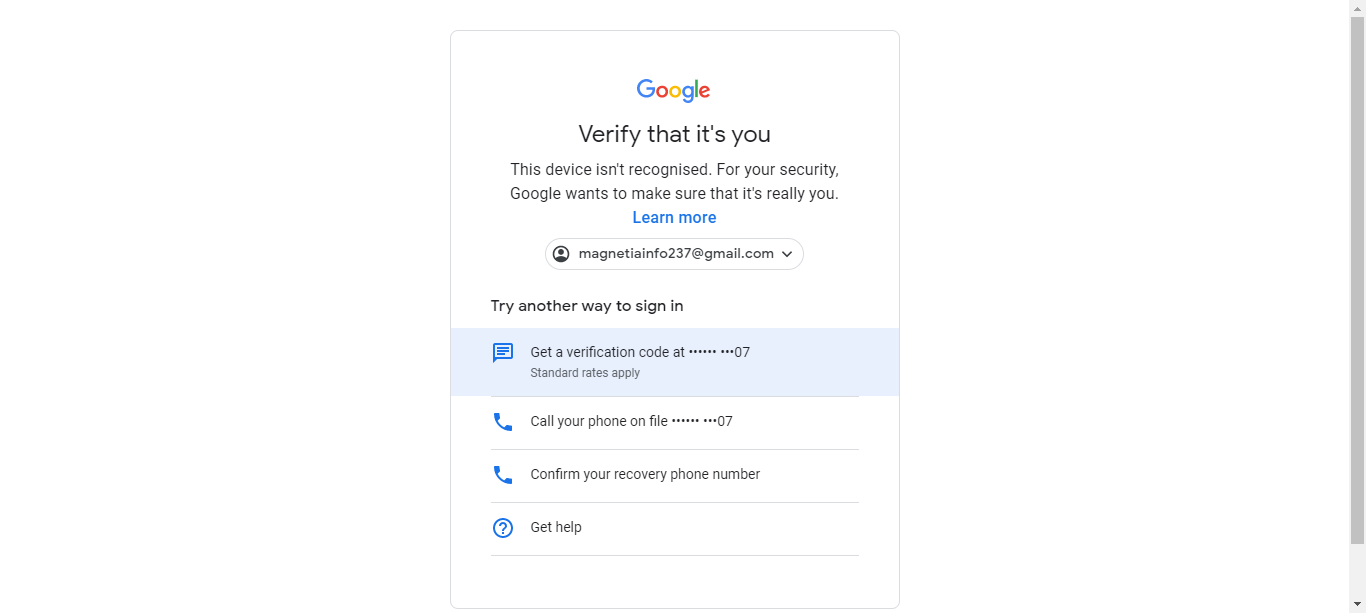 Google
Verify that it's you
This device isn't recognised. For your security,
Google wants to make sure that it's really you.
Learn more
magnetiainfo237@gmail.com
Try another way to sign in
Get a verification code at •••••• •••07
Standard rates apply
Call your phone on file •••••• •••07
Confirm your recovery phone number
Get help